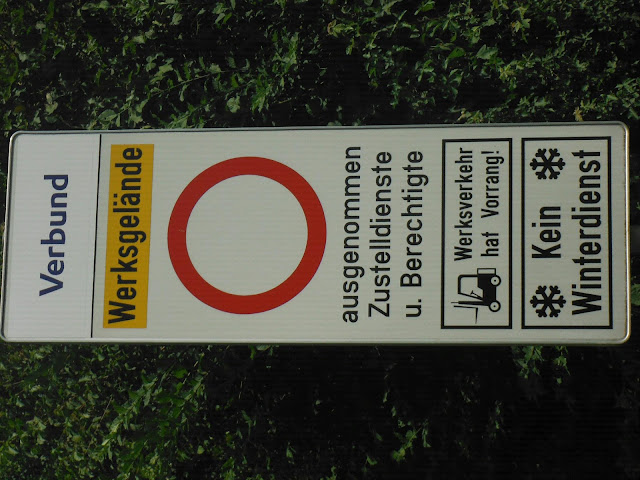 Verbund
Werksgelände
ausgenommen
Zustelldienste
u. Berechtigte
Werksverkehr
hat Vorrang!
Kein
Winterdienst